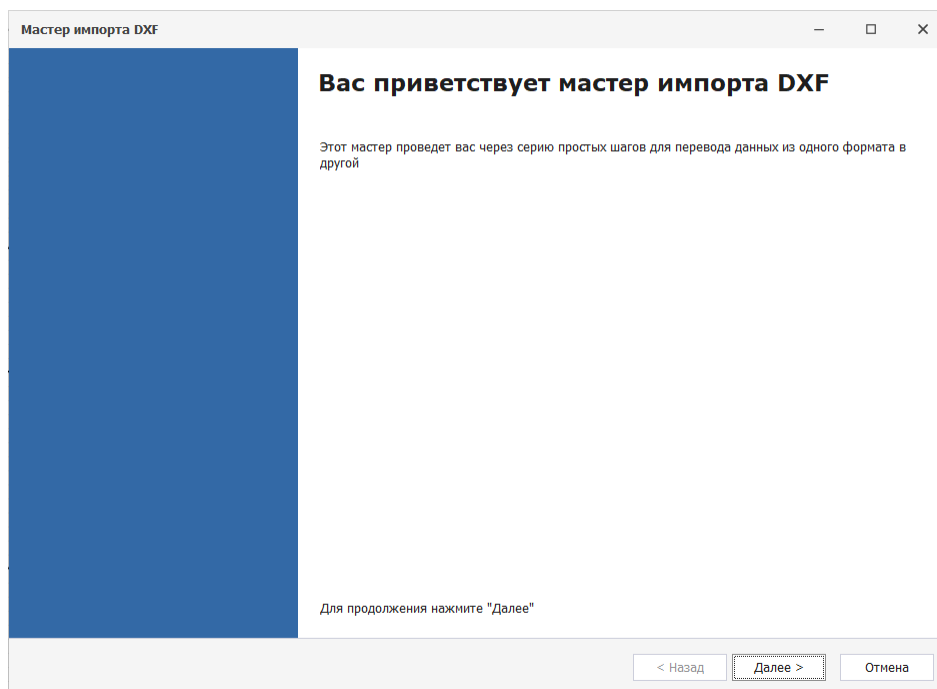 Мастер импорта DXF
Вас приветствует мастер импорта DXF
Этот мастер проведет вас через серию простых шагов для перевода данных из одного формата в
другой
Для продолжения нажмите "Далее"
< Назад
Далее >
Отмена